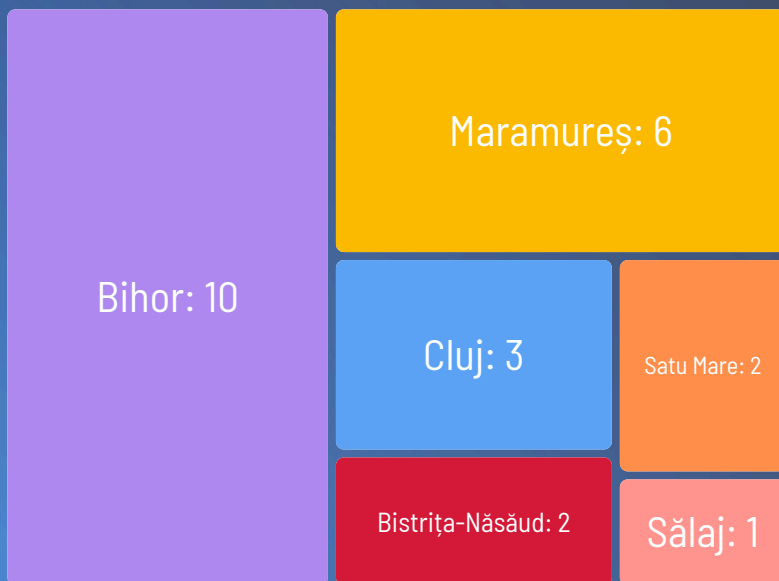 Bihor: 10
Maramureș: 6
Cluj: 3
Satu Mare: 2
Bistrița-Năsăud: 2
Sălaj: 1